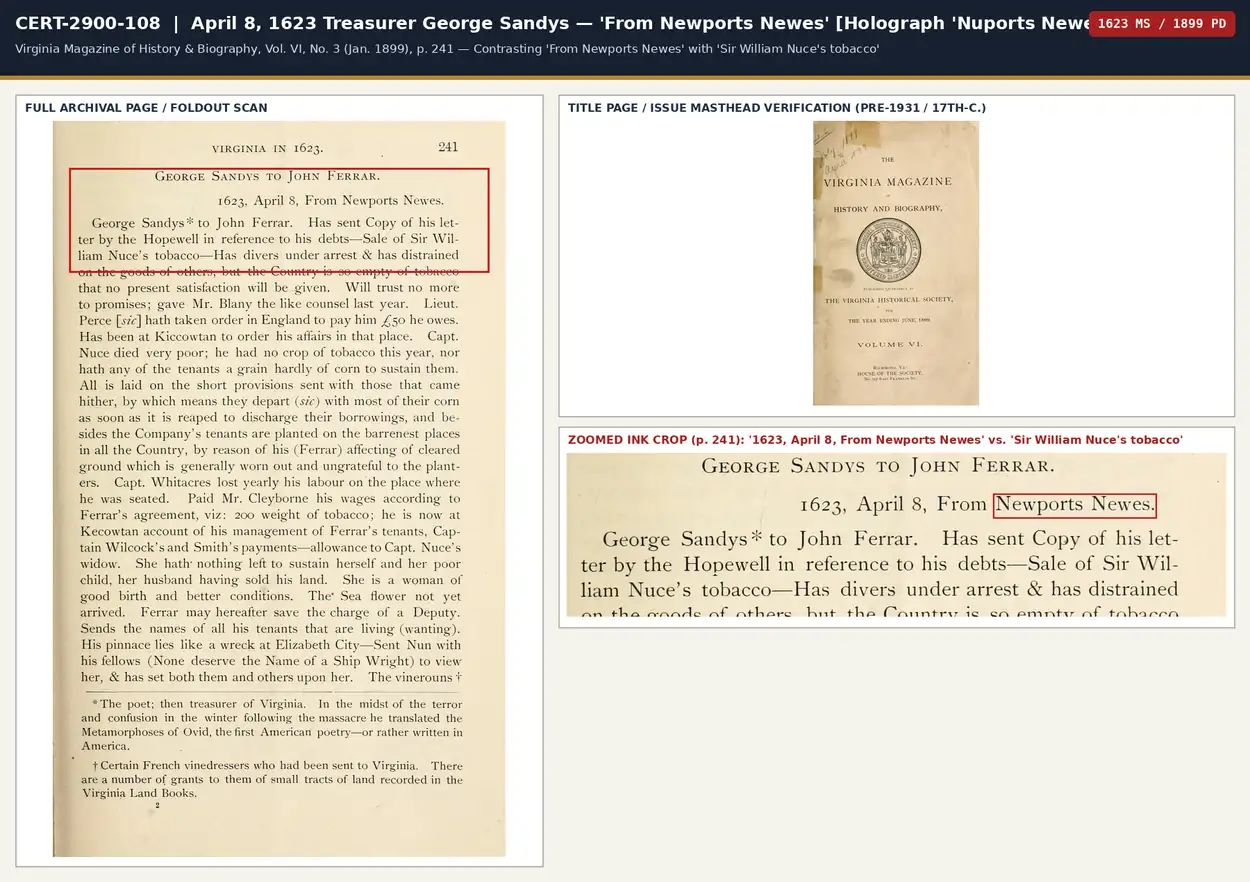 CERT-2900-108 | April 8, 1623 Treasurer George Sandys — 'From Newports Newes' [Holograph 'Nuports Newe
1623 MS / 1899 PD
Virginia Magazine of History & Biography, Vol. VI, No. 3 (Jan. 1899), p. 241 — Contrasting 'From Newports Newes' with 'Sir William Nuce's tobacco'
FULL ARCHIVAL PAGE / FOLDOUT SCAN
VIRGINIA IN 1623. 241
GEORGE SANDYS TO JOHN FERRAR.
1623, April 8, From Newports Newes.
George Sandys* to John Ferrar. Has sent Copy of his let-
ter by the Hopewell in reference to his debts—Sale of Sir Wil-
liam Nuce's tobacco—Has divers under arrest & has distrained
on the goods of others, but the Country is so empty of tobacco
that no present satisfaction will be given. Will trust no more
to promises; gave Mr. Blany the like counsel last year. Lieut.
Perce [sic] hath taken order in England to pay him £50 he owes.
Has been at Kiccowtan to order his affairs in that place. Capt.
Nuce died very poor; he had no crop of tobacco this year, nor
hath any of the tenants a grain hardly of corn to sustain them.
All is laid on the short provisions sent with those that came
hither, by which means they depart (sic) with most of their corn
as soon as it is reaped to discharge their borrowings, and be-
sides the Company's tenants are planted on the barrenest places
in all the Country, by reason of his (Ferrar) affecting of cleared
ground which is generally worn out and ungrateful to the plant-
ers. Capt. Whitacres lost yearly his labour on the place where
he was seated. Paid Mr. Cleyborne his wages according to
Ferrar's agreement, viz: 200 weight of tobacco; he is now at
Kecowtan account of his management of Ferrar's tenants, Cap-
tain Wilcock's and Smith's payments—allowance to Capt. Nuce's
widow. She hath nothing left to sustain herself and her poor
child, her husband having sold his land. She is a woman of
good birth and better conditions. The Sea flower not yet
arrived. Ferrar may hereafter save the charge of a Deputy.
Sends the names of all his tenants that are living (wanting).
His pinnace lies like a wreck at Elizabeth City—Sent Nun with
his fellows (None deserve the Name of a Ship Wright) to view
her, & has set both them and others upon her. The vinerouns †
*The poet; then treasurer of Virginia. In the midst of the terror
and confusion in the winter following the massacre he translated the
Metamorphoses of Ovid, the first American poetry—or rather written in
America.
†Certain French vinedressers who had been sent to Virginia. There
are a number of grants to them of small tracts of land recorded in the
Virginia Land Books.
2
TITLE PAGE / ISSUE MASTHEAD VERIFICATION (PRE-1931 / 17TH-C.)
THE
VIRGINIA MAGAZINE
OF
HISTORY AND BIOGRAPHY,
PUBLISHED QUARTERLY BY
THE VIRGINIA HISTORICAL SOCIETY,
FOR
THE YEAR ENDING JUNE, 1899.
VOLUME VI.
RICHMOND, VA.:
HOUSE OF THE SOCIETY,
ZOOMED INK CROP (p. 241): '1623, April 8, From Newports Newes' vs. 'Sir William Nuce's tobacco'
GEORGE SANDYS TO JOHN FERRAR.
1623, April 8, From Newports Newes.
George Sandys* to John Ferrar. Has sent Copy of his let-
ter by the Hopewell in reference to his debts—Sale of Sir Wil-
liam Nuce's tobacco—Has divers under arrest & has distrained
on the goods of others, but the Country is so empty of tobacco